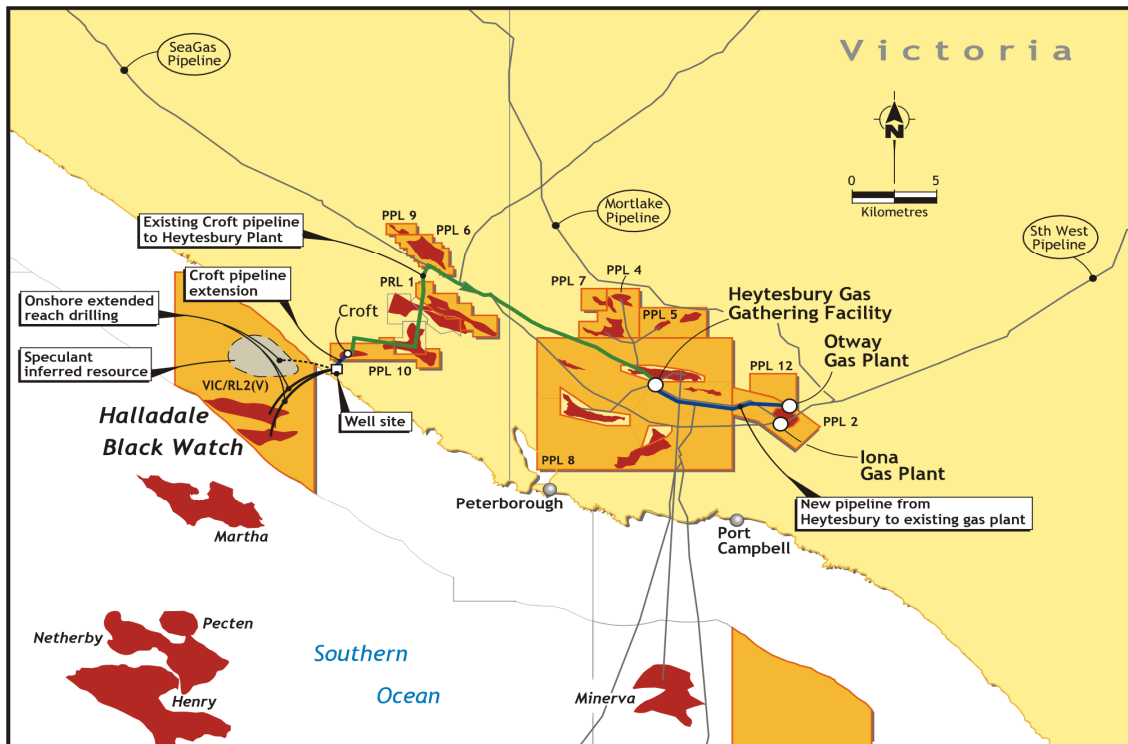 SeaGas
Pipeline
Victoria
N
0 5
Kilometres
Mortlake
Pipeline
Sth West
Pipeline
Existing Croft pipeline
to Heytesbury Plant
PPL 9
PPL 6
Croft pipeline
extension
PRL 1
PPL 7
PPL 4
PPL 5
Heytesbury Gas
Gathering Facility
Onshore extended
reach drilling
Croft
Otway
Gas Plant
Speculant
inferred resource
PPL 10
PPL 12
VIC/RL2(V)
Halladale
Black Watch
Well site
PPL 2
Iona
Gas Plant
PPL 8
Peterborough
New pipeline from
Heytesbury to existing gas plant
Port
Campbell
Martha
Netherby
Pecten
Henry
Southern
Ocean
Minerva